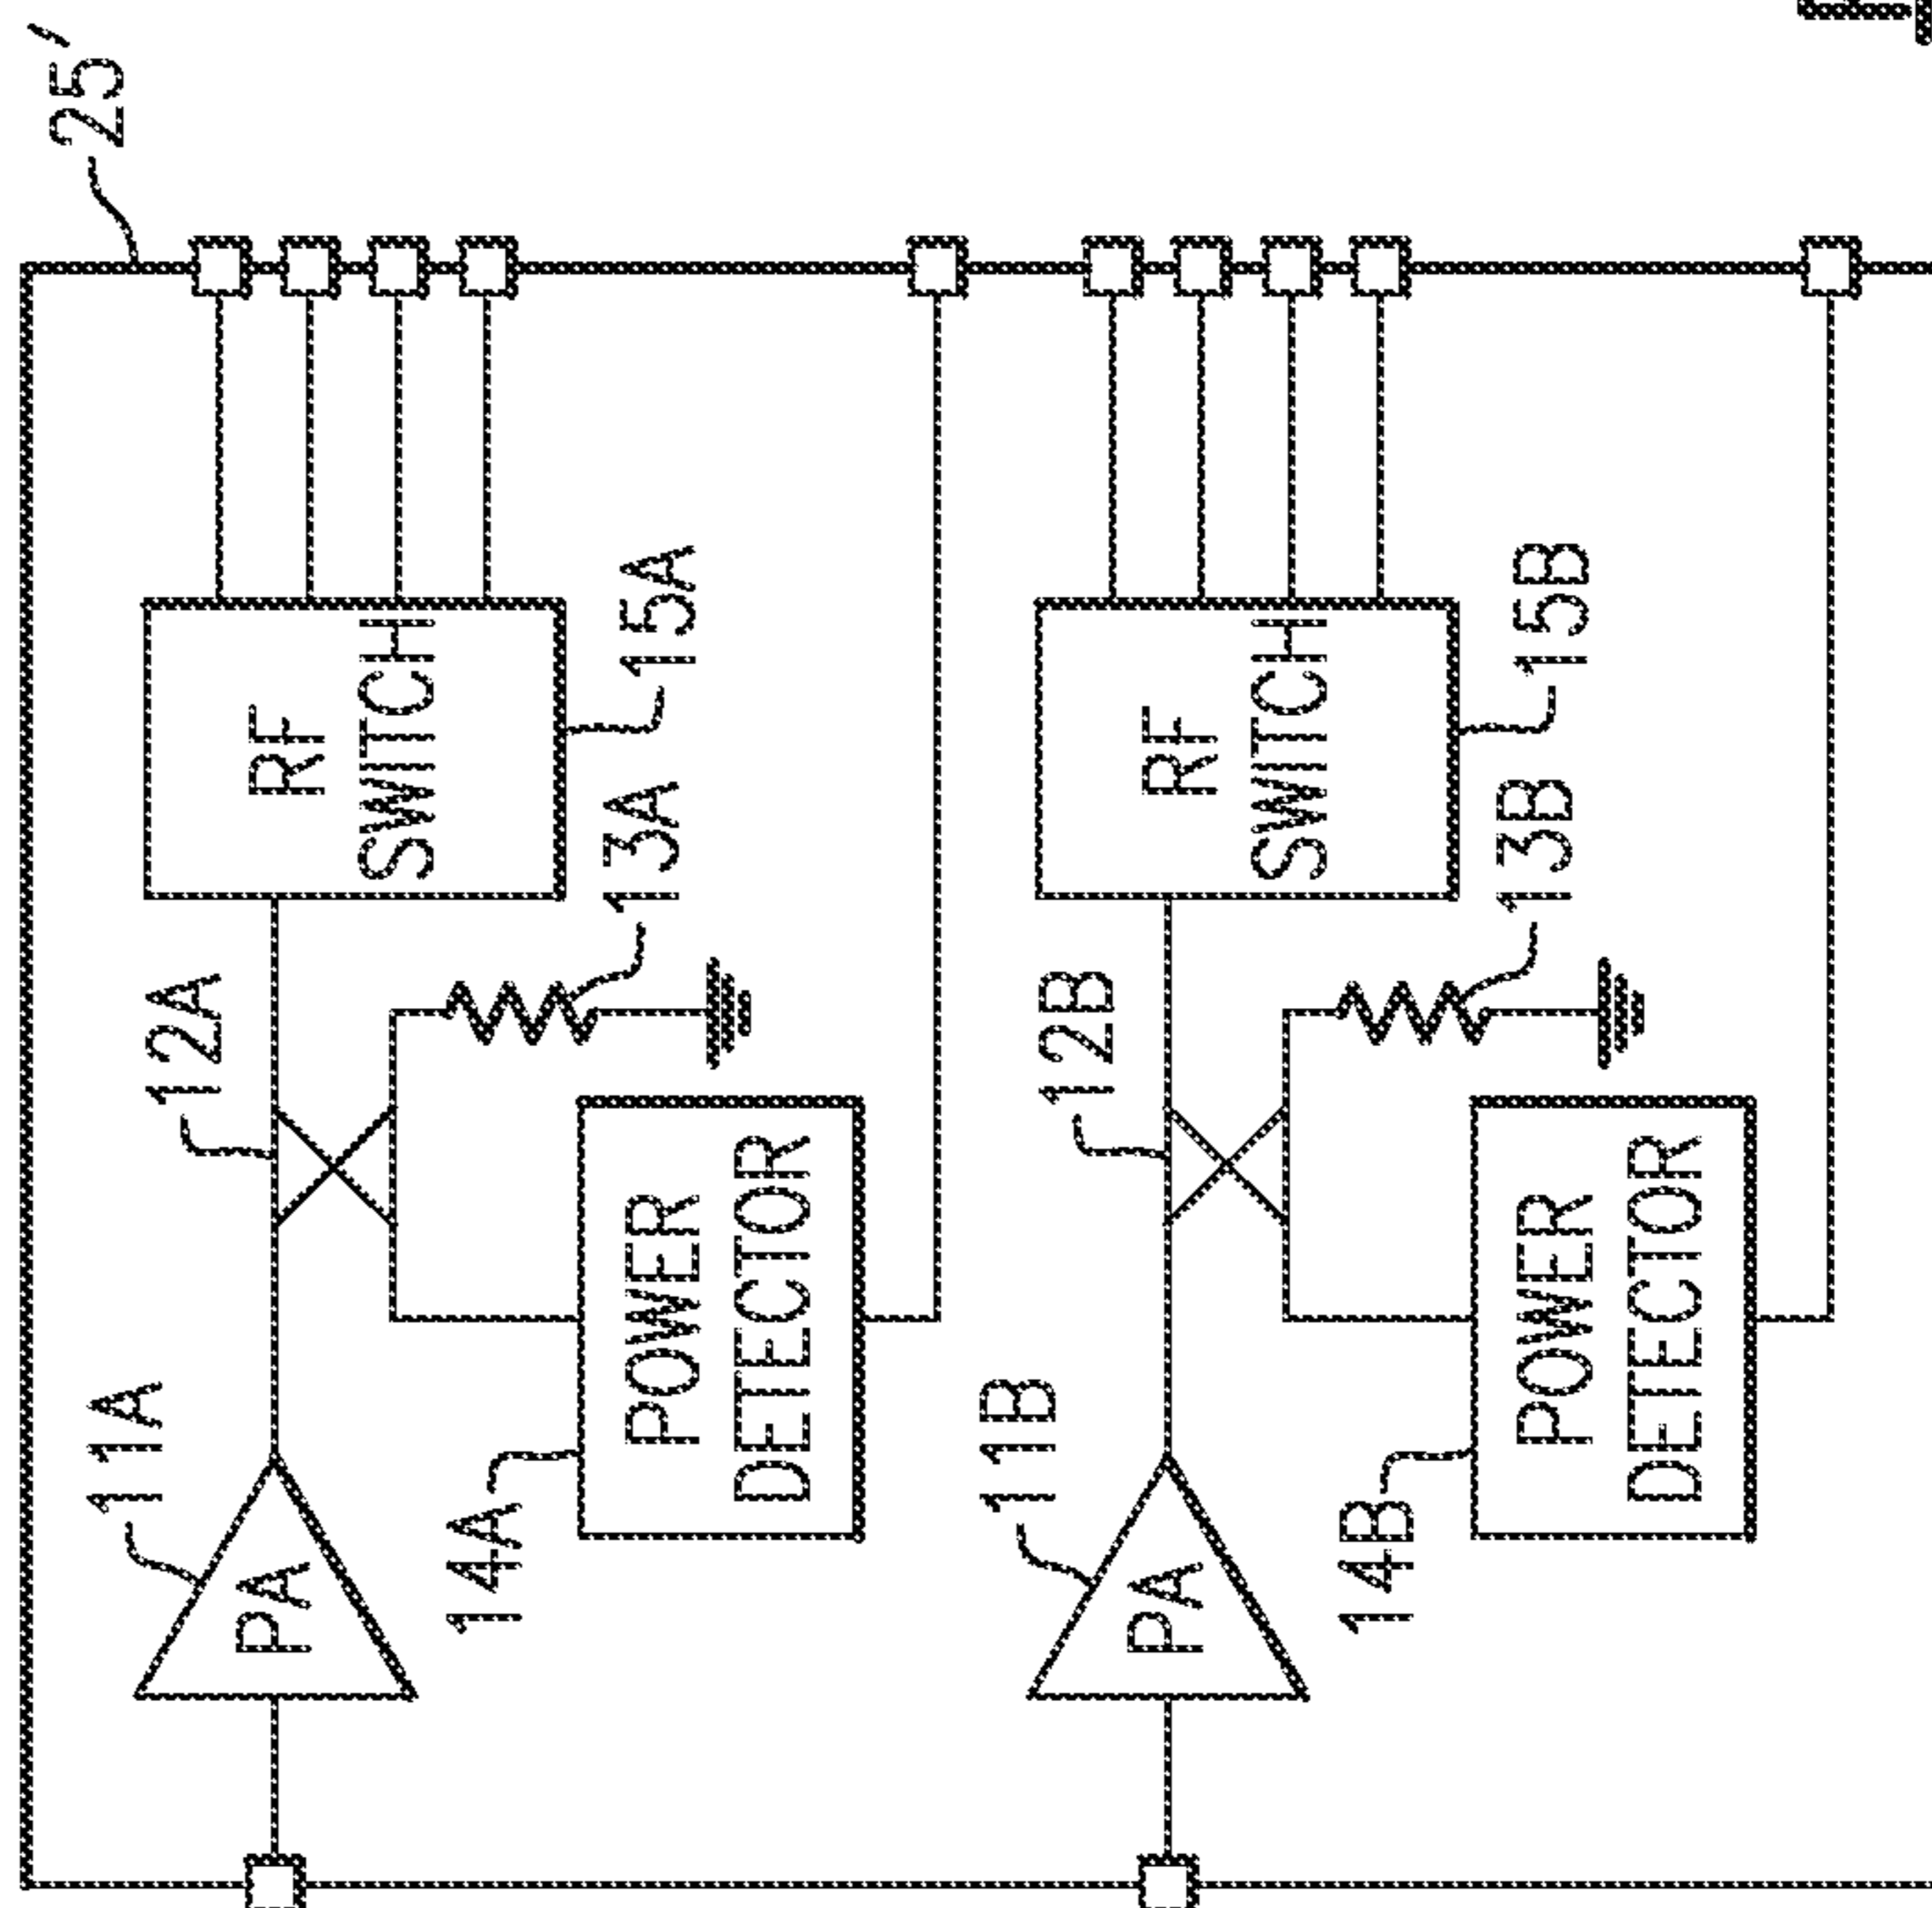 25'
11A
PA
12A
RF
SWITCH
15A
13A
14A
POWER
DETECTOR
11B
PA
12B
RF
SWITCH
15B
13B
14B
POWER
DETECTOR